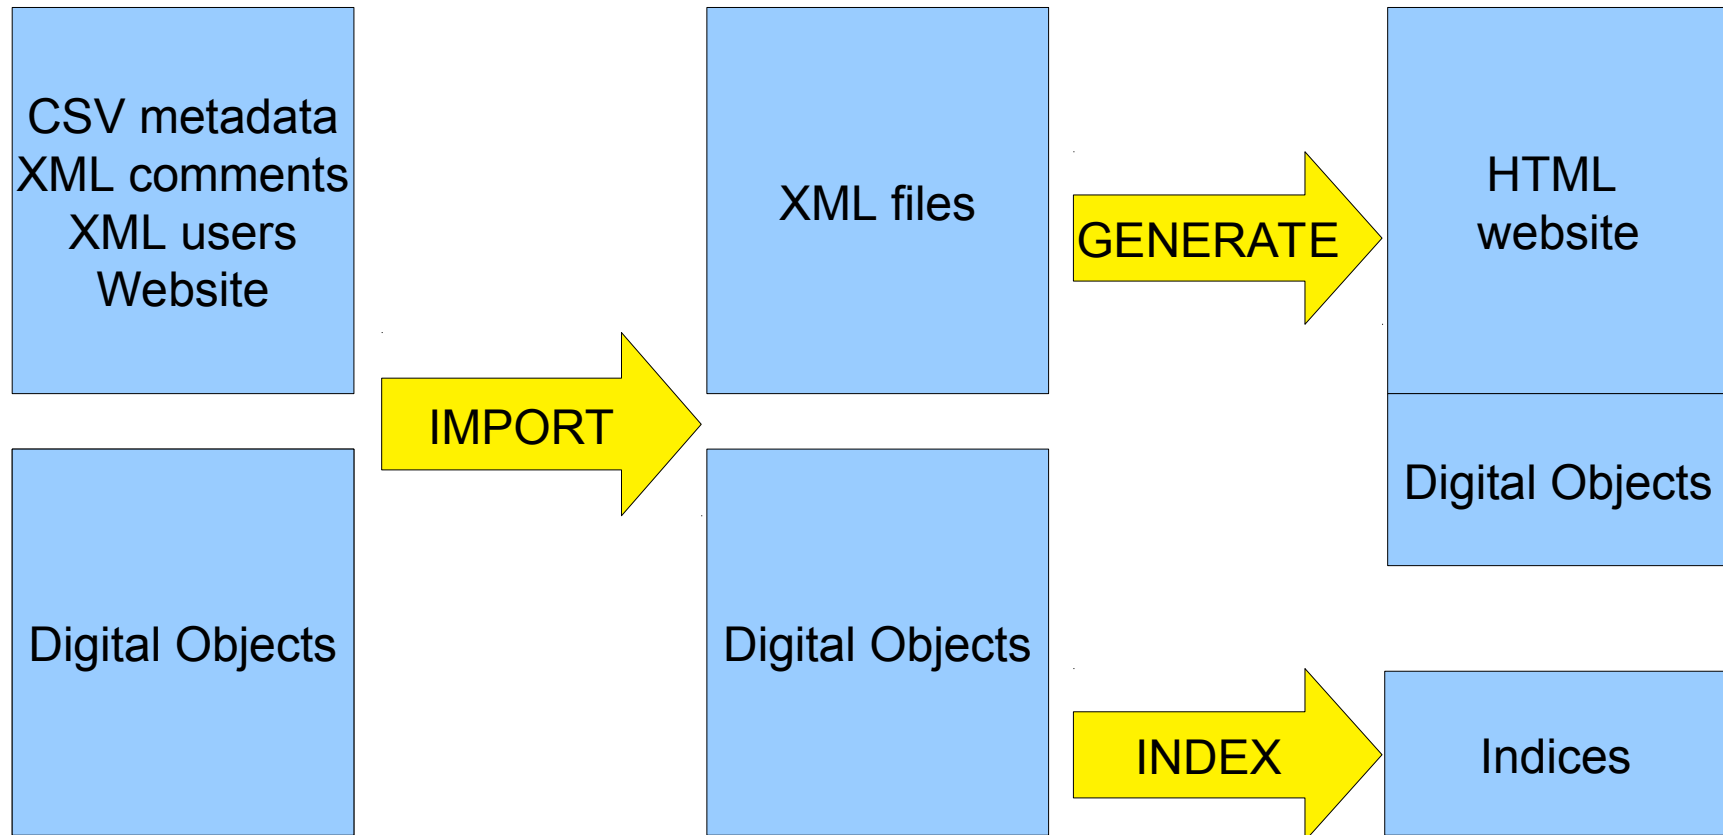 CSV metadata
XML comments
XML users
Website
Digital Objects
IMPORT
XML files
Digital Objects
GENERATE
INDEX
HTML
website
Digital Objects
Indices